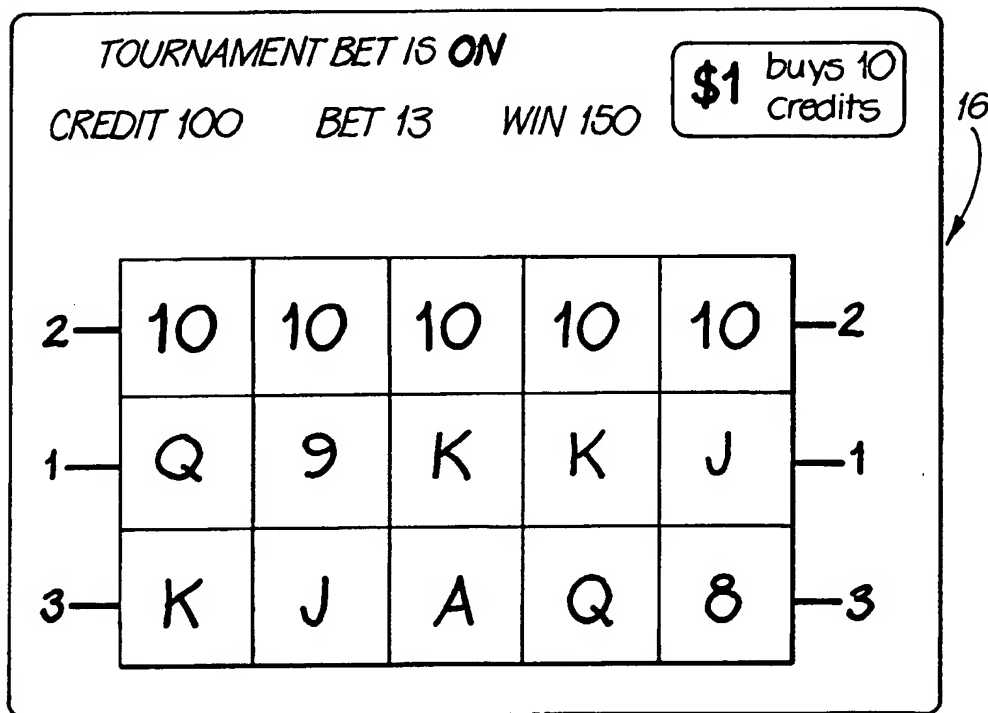 TOURNAMENT BET IS ON
$1 buys 10
credits
CREDIT 100 BET 13 WIN 150
16
2 10 10 10 10 10 2
1 Q 9 K K J 1
3 K J A Q 8 3